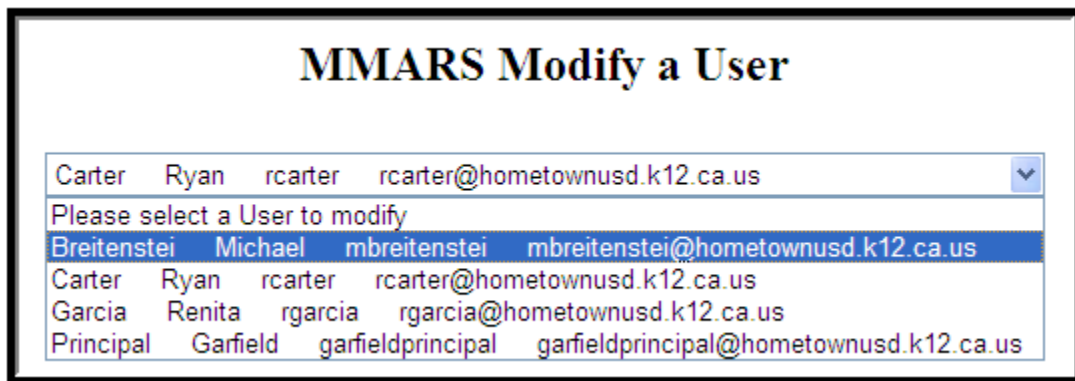 MMARS Modify a User
Carter Ryan rcarter rcarter@hometownusd.k12.ca.us
Please select a User to modify
Breitenstei Michael mbreitenstei mbreitenstei@hometownusd.k12.ca.us
Carter Ryan rcarter rcarter@hometownusd.k12.ca.us
Garcia Renita rgarcia rgarcia@hometownusd.k12.ca.us
Principal Garfield garfieldprincipal garfieldprincipal@hometownusd.k12.ca.us